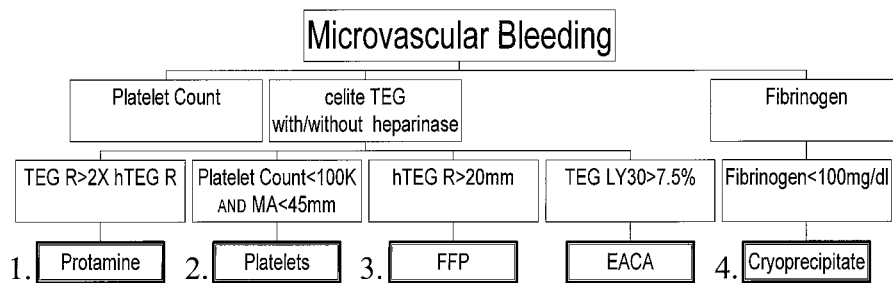 Microvascular Bleeding
Platelet Count
celite TEG
with/without heparinase
Fibrinogen
TEG R>2X hTEG R
Platelet Count<100K
AND MA<45mm
hTEG R>20mm
TEG LY30>7.5%
Fibrinogen<100mg/dl
1. Protamine
2. Platelets
3. FFP
EACA
4. Cryoprecipitate